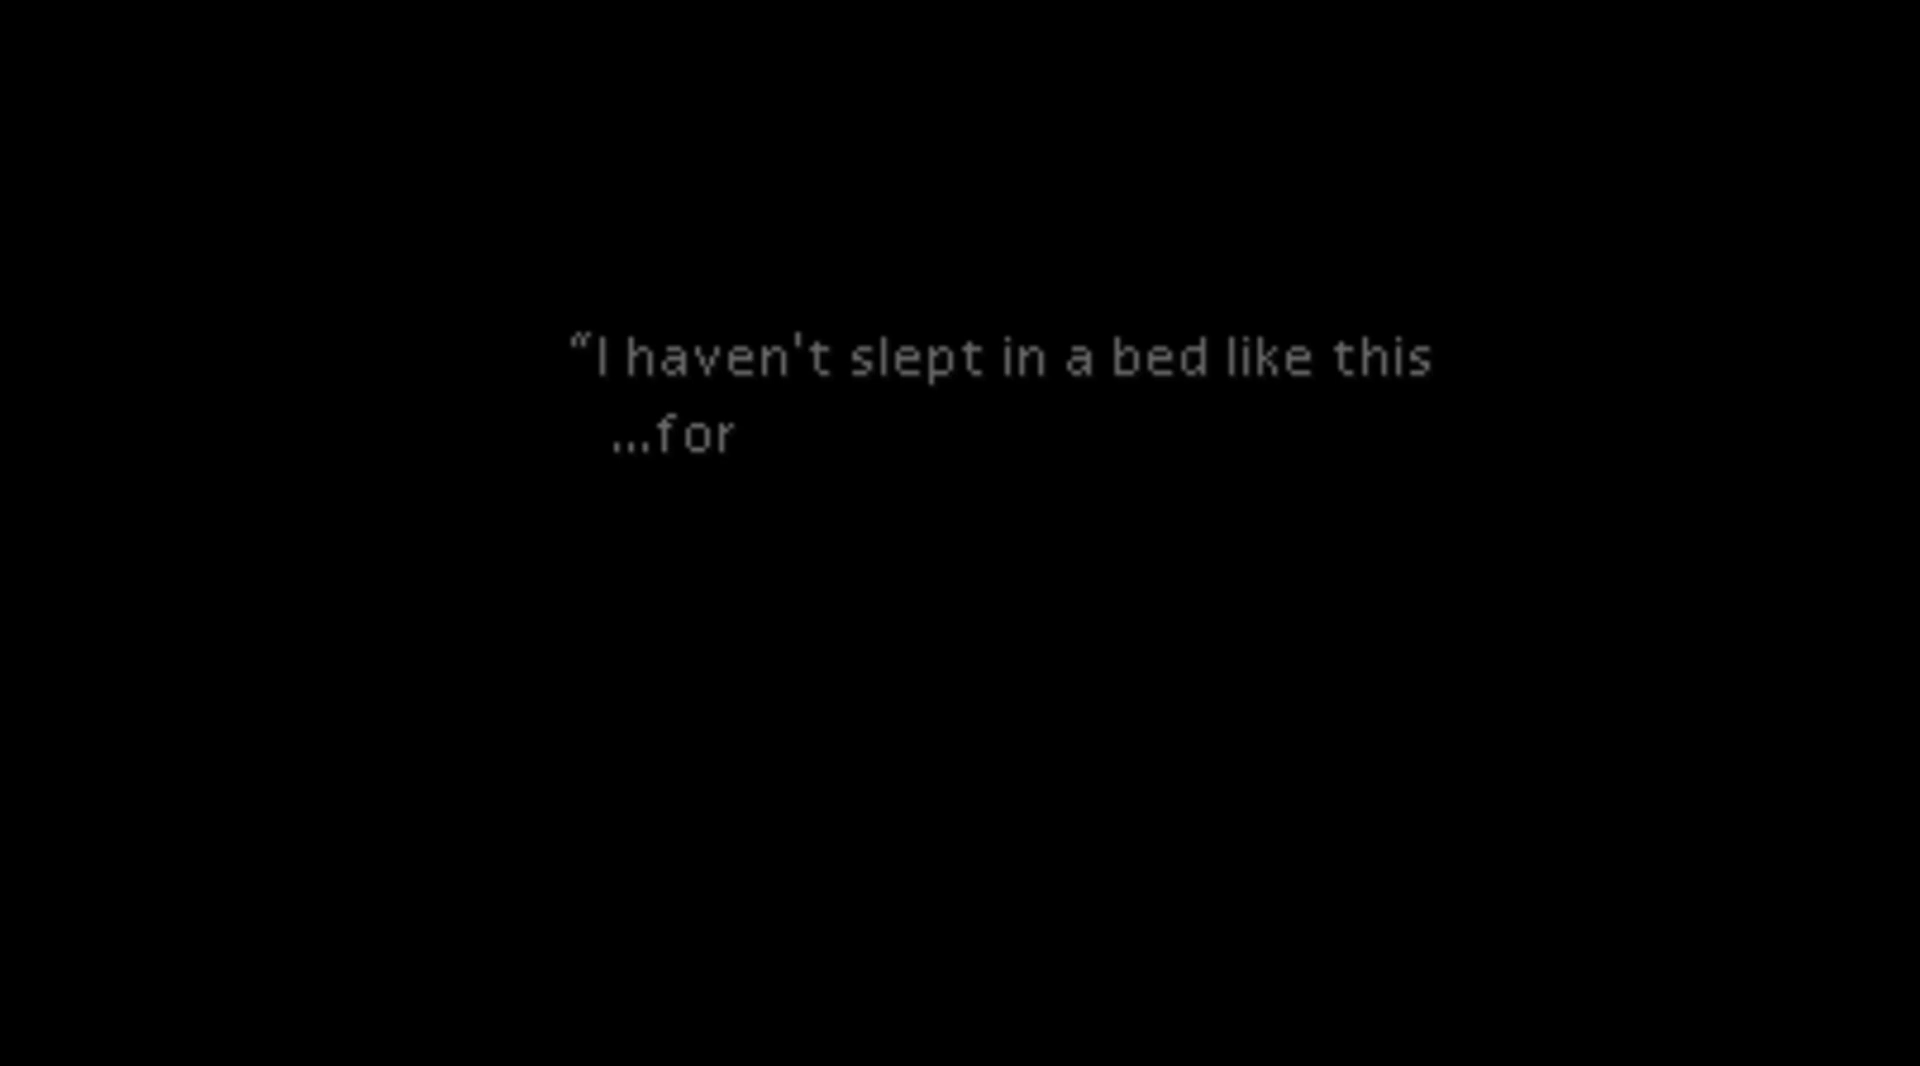 “I haven't slept in a bed like this
...for